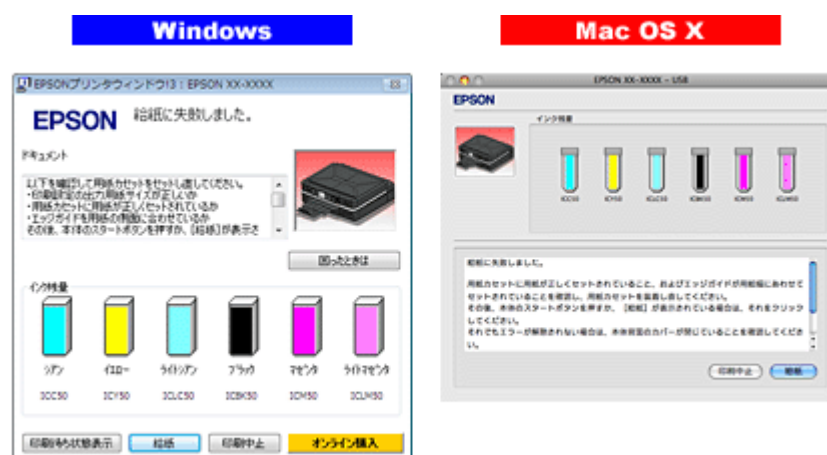 Windows
Mac OS X
EPSONプリンタウィンドウ!3 : EPSON XX-XXXX
EPSON
給紙に失敗しました。
ドキュメント
以下を確認して用紙カセットをセットし直してください。
・印刷設定の出力用紙サイズが正しいか
・用紙カセットに用紙が正しくセットされているか
・エッジガイドを用紙の側面に合わせているか
その後、本体のスタートボタンを押すか、[給紙]が表示さ
困ったときは
インク残量
シアン
イエロー
ライトシアン
ブラック
マゼンタ
ライトマゼンタ
ICC50
ICY50
ICLC50
ICBK50
ICM50
ICLM50
印刷待ち状態表示
給紙
印刷中止
オンライン購入
EPSON XX-XXXX - USB
EPSON
インク残量
ICC50
ICY50
ICLC50
ICBK50
ICM50
ICLM50
給紙に失敗しました。
用紙カセットに用紙が正しくセットされていること、およびエッジガイドが用紙幅にあわせて
セットされていることを確認し、用紙カセットを装着し直してください。
その後、本体のスタートボタンを押すか、[給紙] が表示されている場合は、それをクリック
してください。
それでもエラーが解除されない場合は、本体背面のカバーが閉じていることを確認してくださ
い。
印刷中止
給紙